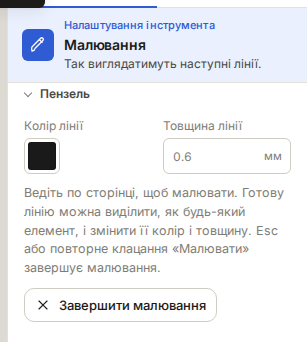 Налаштування інструмента
Малювання
Так виглядатимуть наступні лінії.
Пензель
Колір лінії
Товщина лінії
0.6 мм
Ведіть по сторінці, щоб малювати. Готову
лінію можна виділити, як будь-який
елемент, і змінити її колір і товщину. Esc
або повторне клацання «Малювати»
завершує малювання.
Завершити малювання